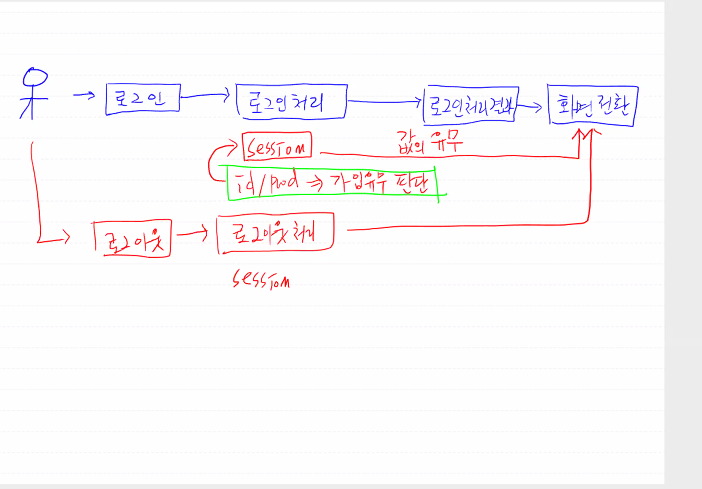 로그인 로그인처리 로그인처리결과 화면전환
session 값의 유무
id/pwd ⇒ 가입유무 판단
로그아웃 로그아웃처리
session